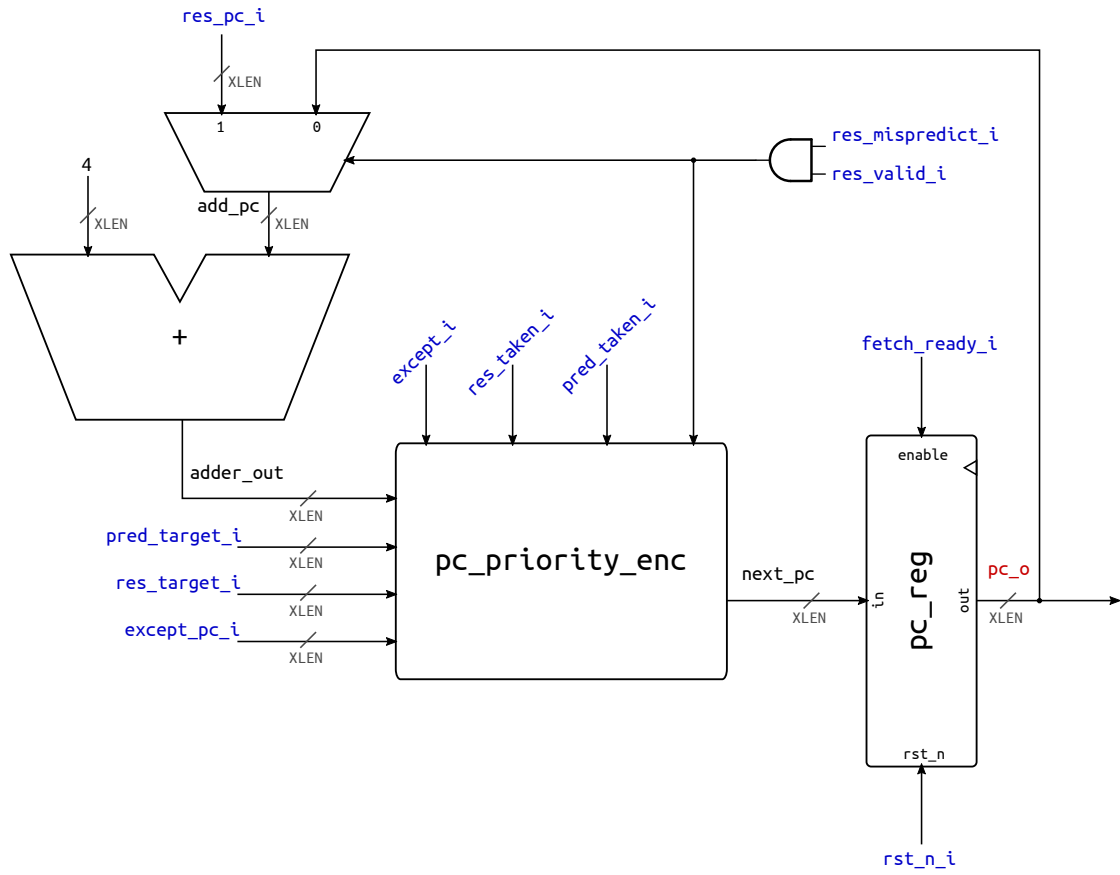 res_pc_i
XLEN
1
0
res_mispredict_i
res_valid_i
4
XLEN
add_pc
XLEN
+
except_i
res_taken_i
pred_taken_i
fetch_ready_i
enable
adder_out
XLEN
pred_target_i
XLEN
res_target_i
XLEN
except_pc_i
XLEN
pc_priority_enc
next_pc
XLEN
in
pc_reg
out
pc_o
XLEN
rst_n
rst_n_i